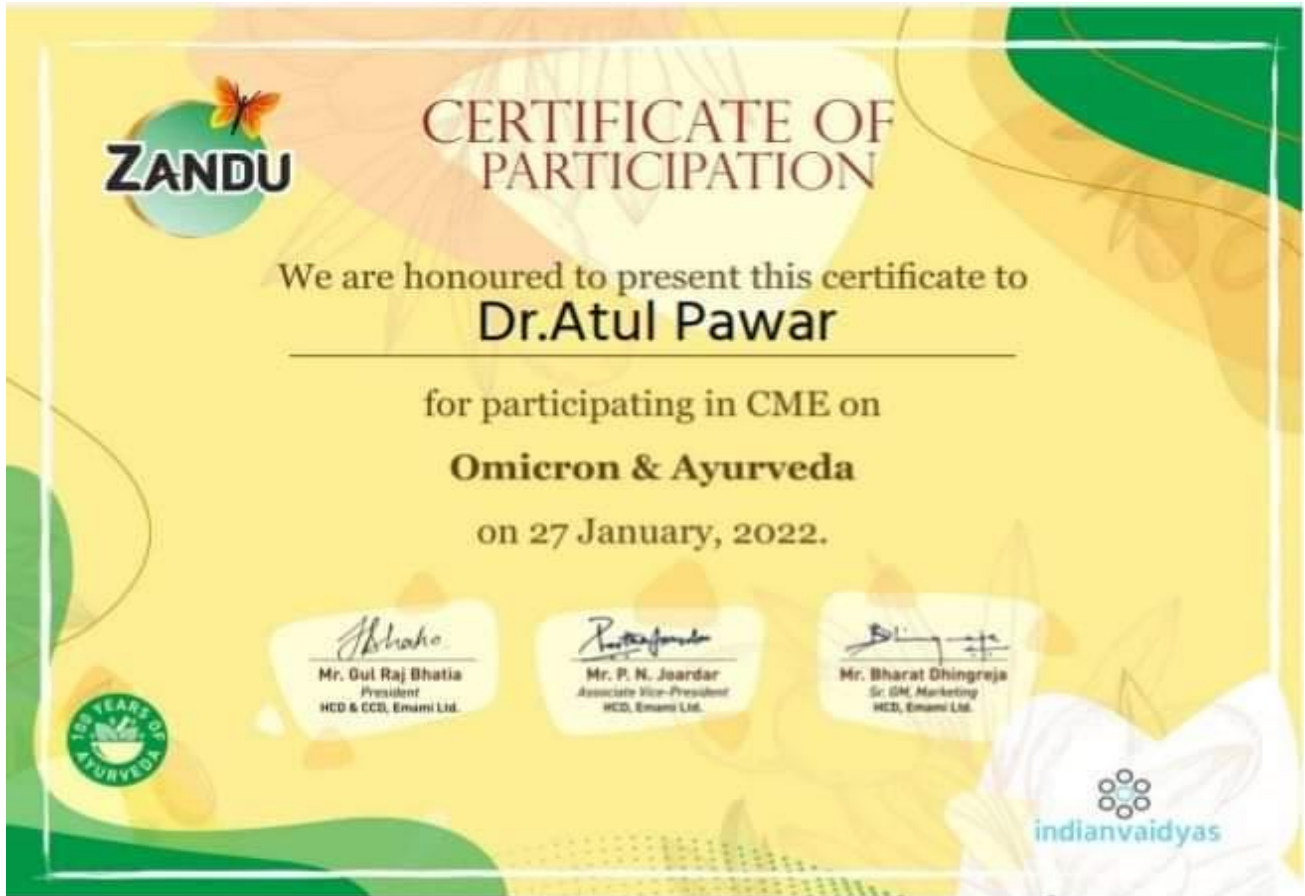 ZANDU
CERTIFICATE OF
PARTICIPATION
We are honoured to present this certificate to
Dr.Atul Pawar
for participating in CME on
Omicron & Ayurveda
on 27 January, 2022.
Mr. Gul Raj Bhatia
President
HCD & CCD, Emami Ltd.
Mr. P. N. Joardar
Associate Vice-President
HCD, Emami Ltd.
Mr. Bharat Dhingreja
Sr. GM, Marketing
HCD, Emami Ltd.
100 YEARS OF
AYURVEDA
indianvaidyas